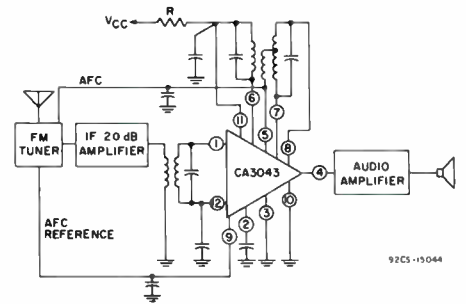 R
VCC
AFC
6
7
11
5
8
FM
TUNER
IF 20 dB
AMPLIFIER
1
CA3043
4
AUDIO
AMPLIFIER
12
10
9
2
3
AFC
REFERENCE
92CS-15044